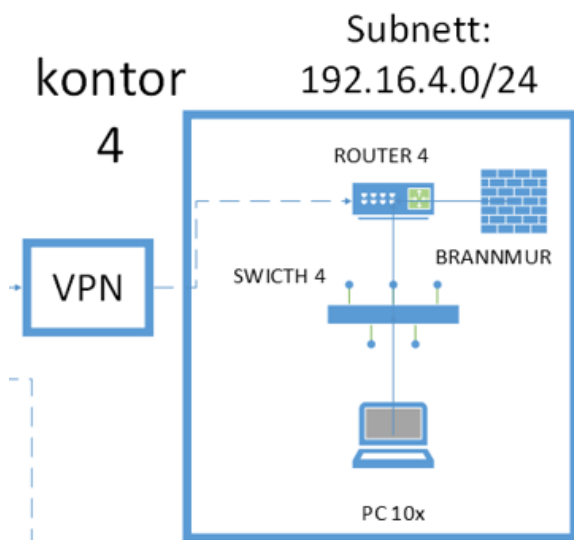 kontor
4
Subnett:
192.16.4.0/24
ROUTER 4
BRANNMUR
VPN
SWICTH 4
PC 10x